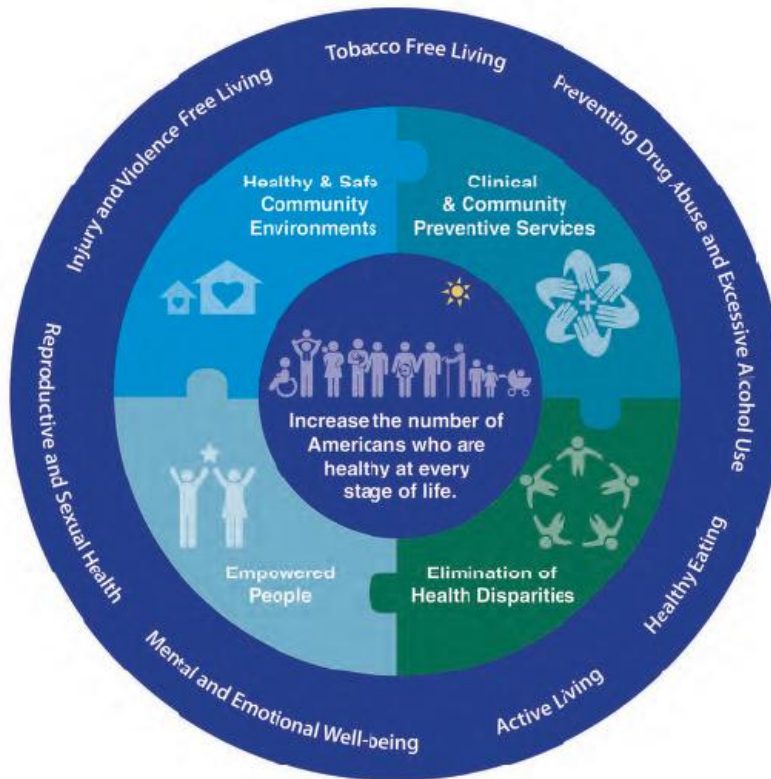 Tobacco Free Living
Preventing Drug Abuse and Excessive Alcohol Use
Healthy Eating
Active Living
Mental and Emotional Well-being
Reproductive and Sexual Health
Injury and Violence Free Living
Healthy & Safe
Community
Environments
Clinical
& Community
Preventive Services
Increase the number of
Americans who are
healthy at every
stage of life.
Empowered
People
Elimination of
Health Disparities